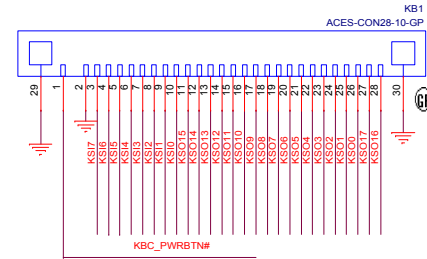 KB1
ACES-CON28-10-GP
29
1
2
3
4
5
6
7
8
9
10
11
12
13
14
15
16
17
18
19
20
21
22
23
24
25
26
27
28
30
KSI7
KSI6
KSI5
KSI4
KSI3
KSI2
KSI1
KSI0
KSO15
KSO14
KSO13
KSO12
KSO11
KSO10
KSO9
KSO8
KSO7
KSO6
KSO5
KSO4
KSO3
KSO2
KSO1
KSO0
KSO17
KSO16
KBC_PWRBTN#